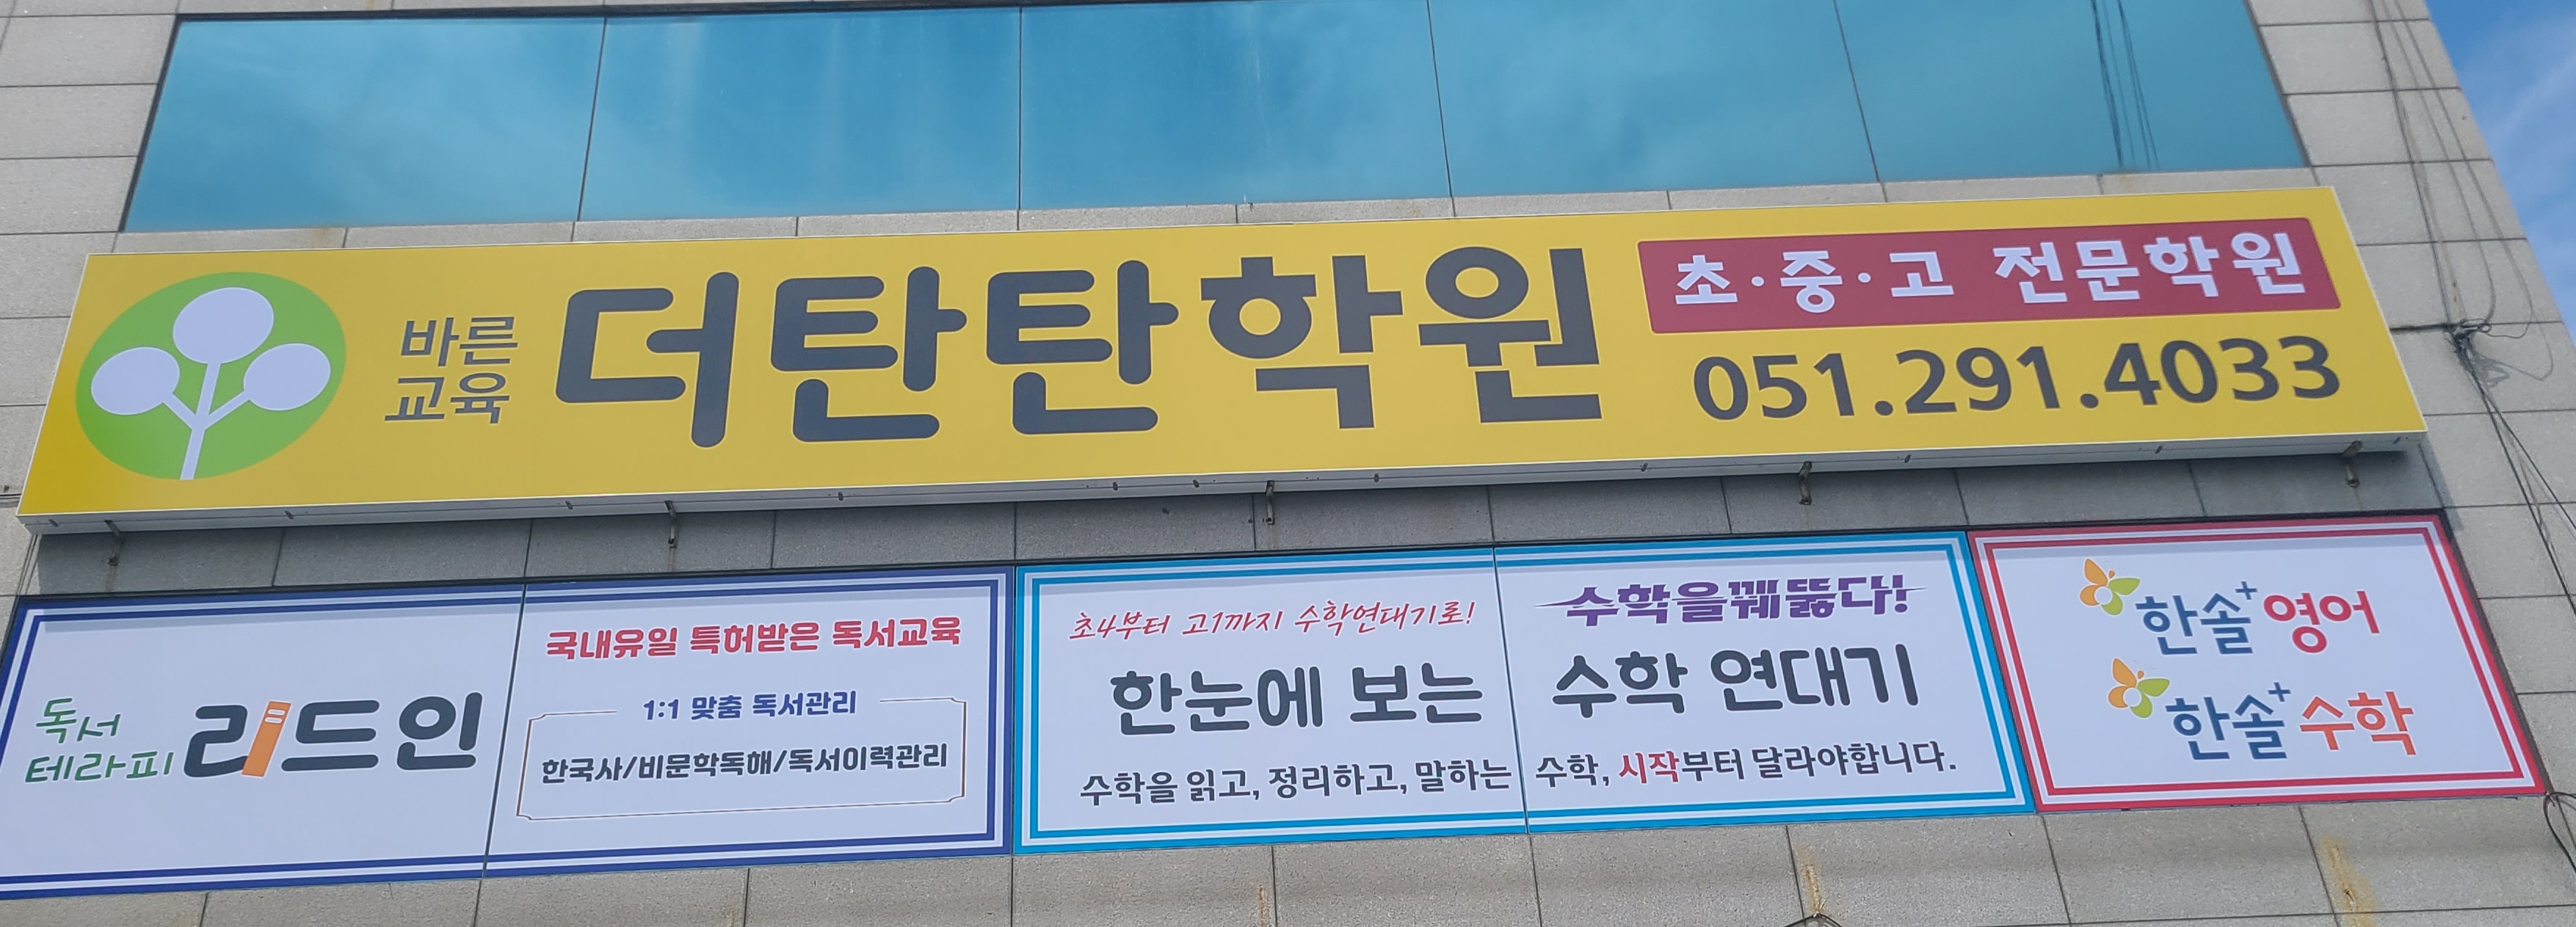 바른
교육
더탄탄학원
초·중·고 전문학원
051.291.4033
독서
테라피
리드인
국내유일 특허받은 독서교육
1:1 맞춤 독서관리
한국사/비문학독해/독서이력관리
초4부터 고1까지 수학연대기로!
수학을꿰뚫다!
한눈에 보는 수학 연대기
수학을 읽고, 정리하고, 말하는 수학, 시작부터 달라야합니다.
한솔+영어
한솔+수학